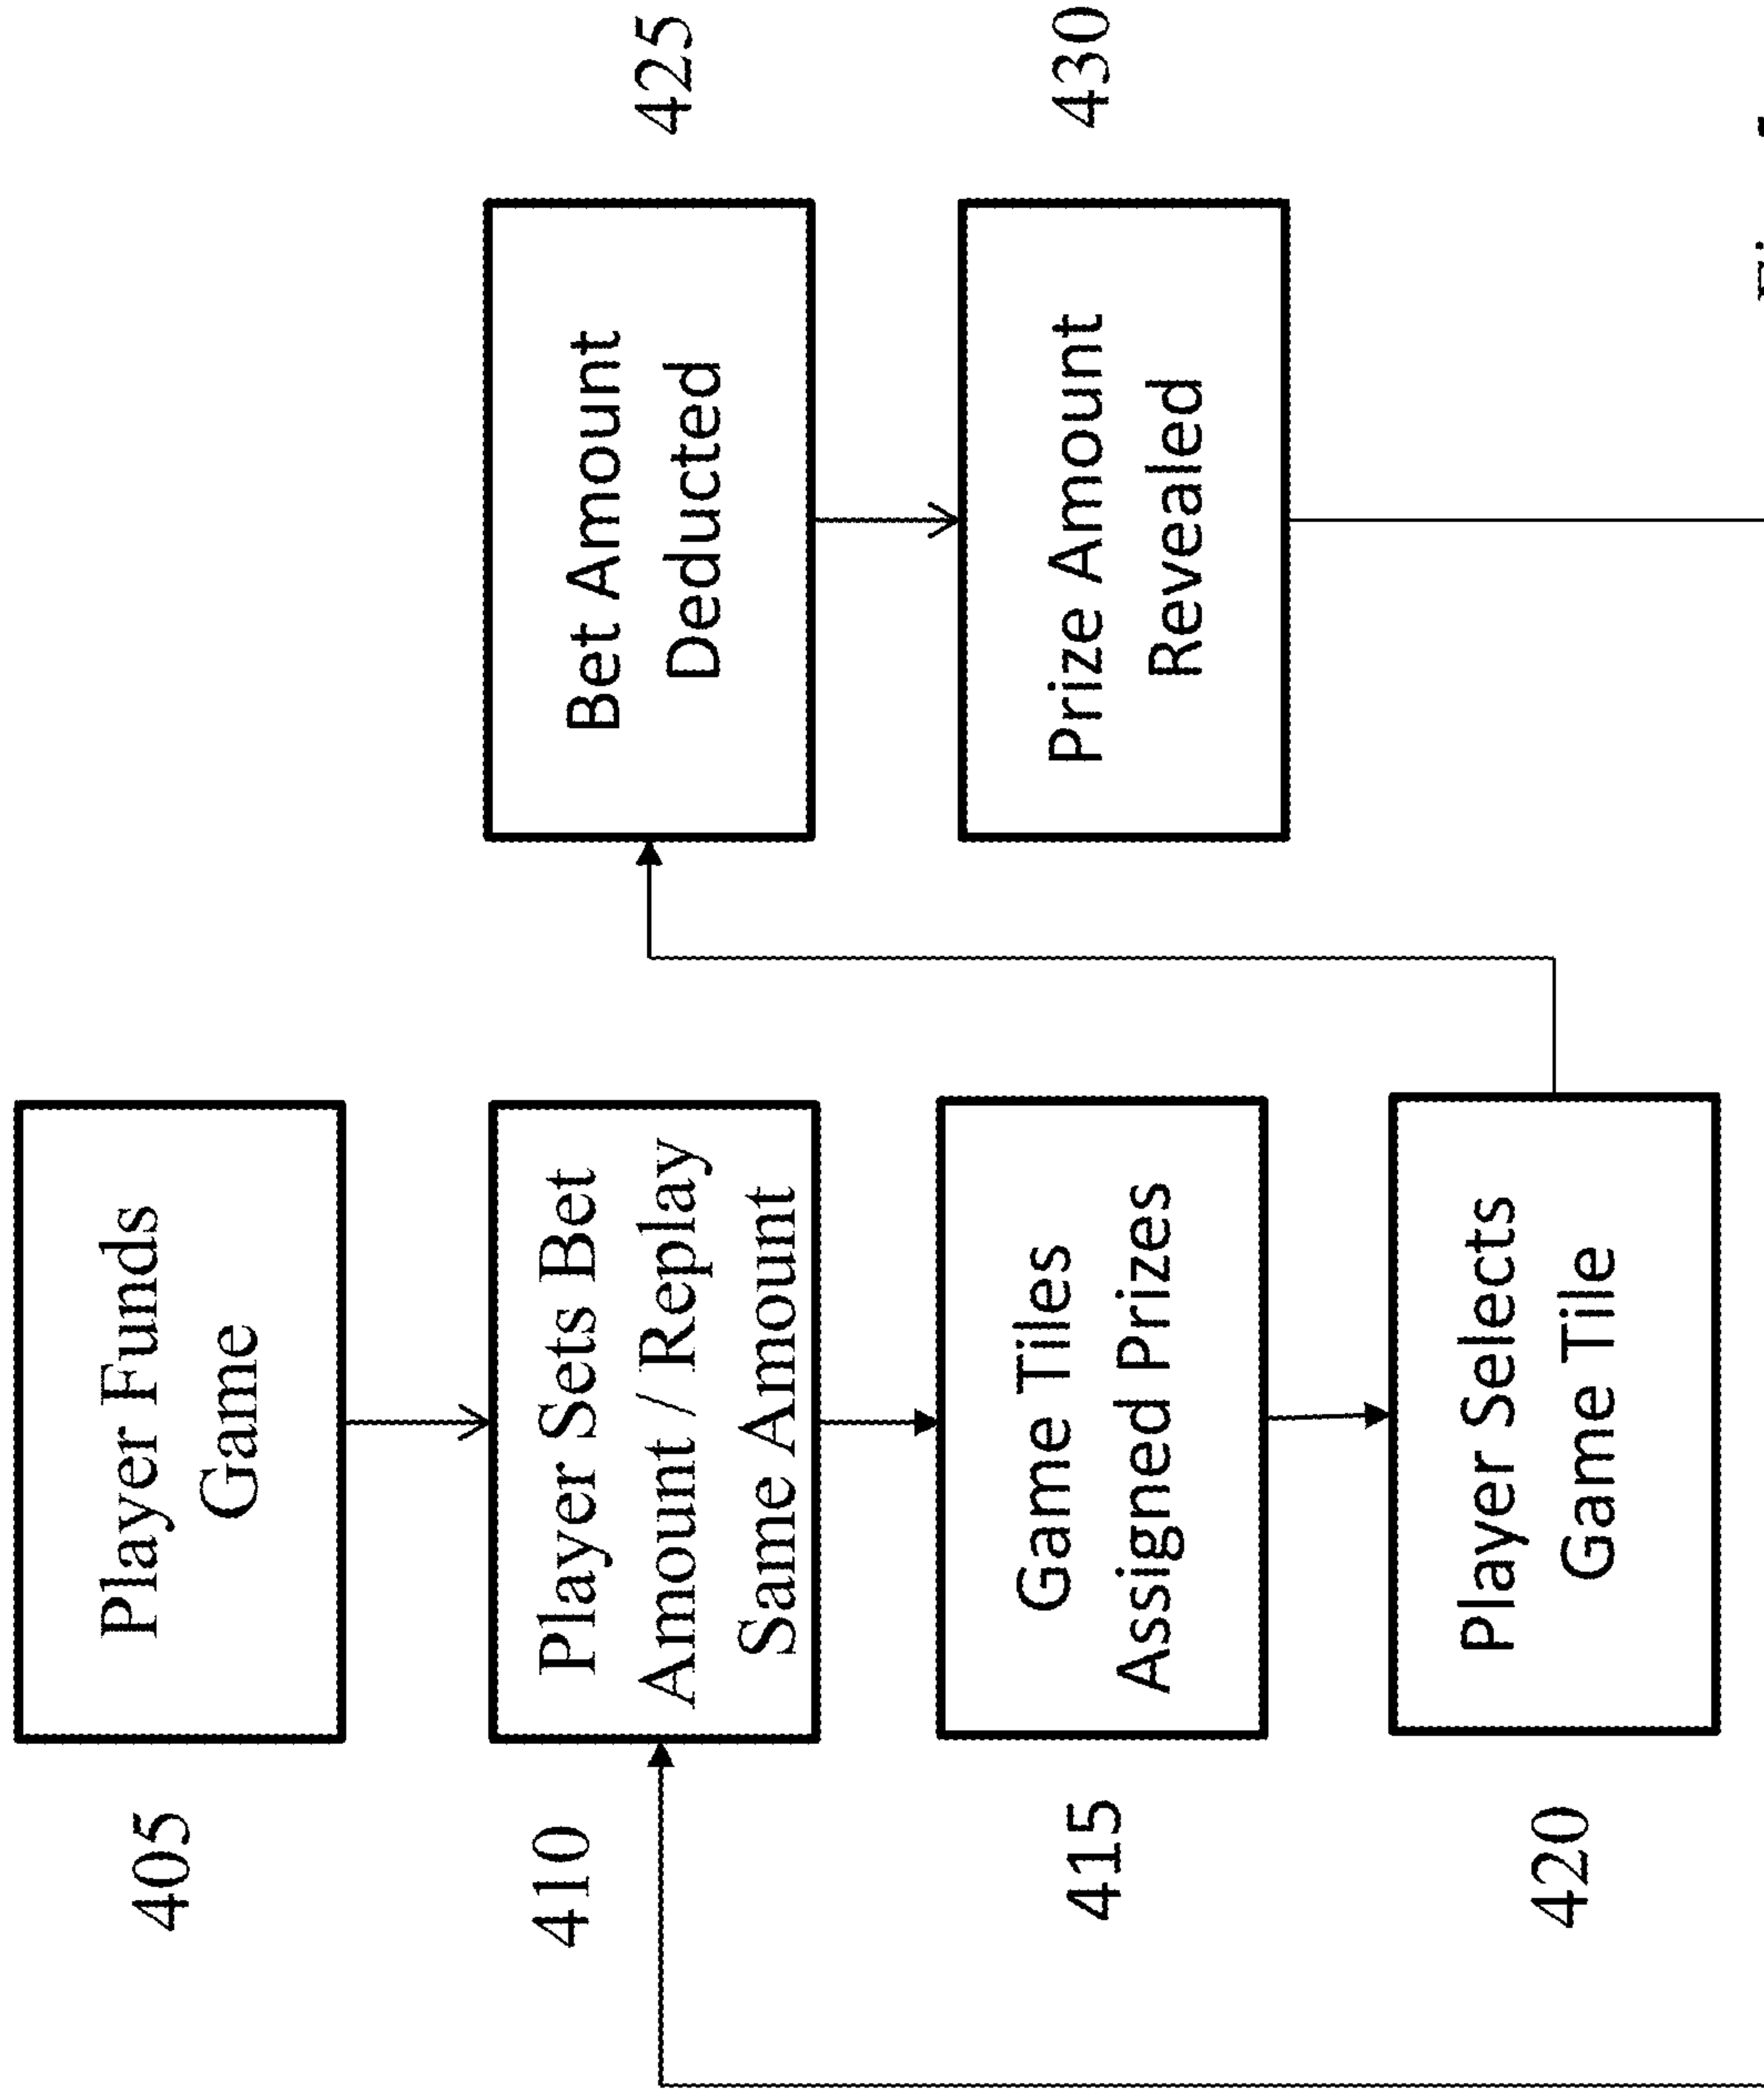 405
Player Funds
Game
410
Player Sets Bet
Amount / Replay
Same Amount
415
Game Tiles
Assigned Prizes
420
Player Selects
Game Tile
Bet Amount
Deducted
425
Prize Amount
Revealed
430